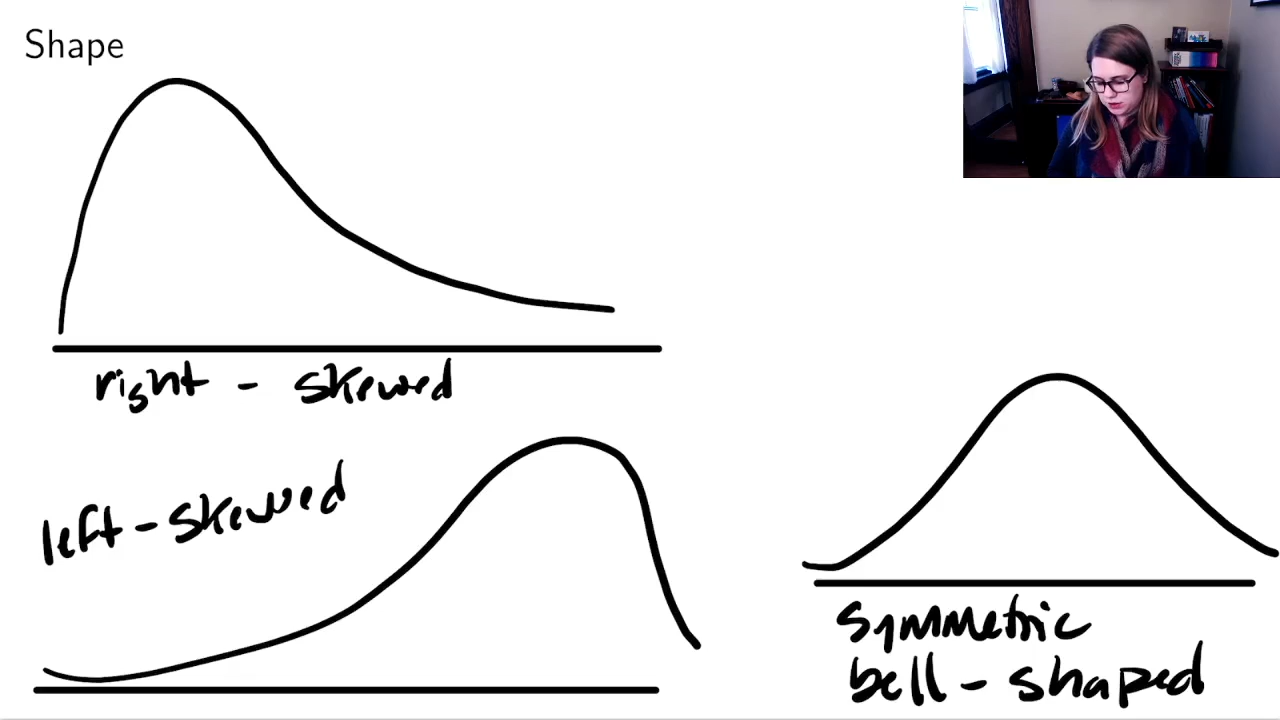 Shape
right - skewed
left - skewed
symmetric
bell - shaped